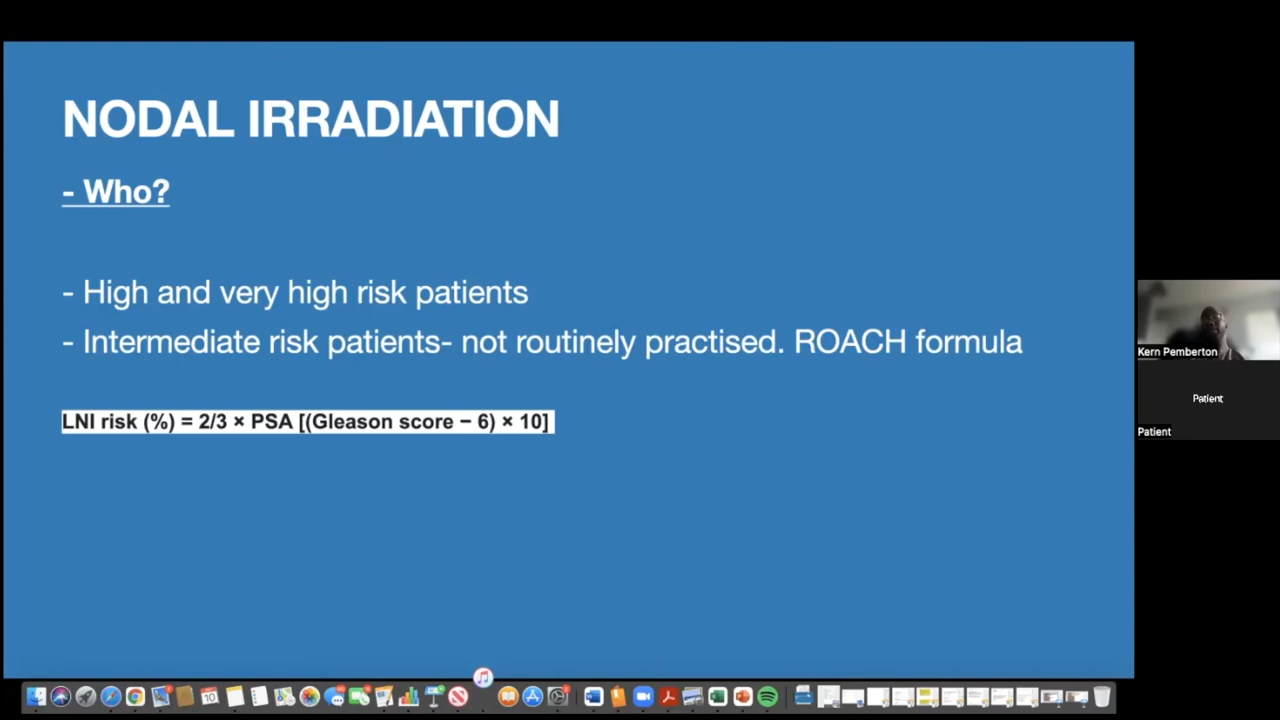 NODAL IRRADIATION
- Who?
- High and very high risk patients
- Intermediate risk patients- not routinely practised. ROACH formula
LNI risk (%) = 2/3 × PSA [(Gleason score − 6) × 10]
Kern Pemberton
Patient
Patient
10